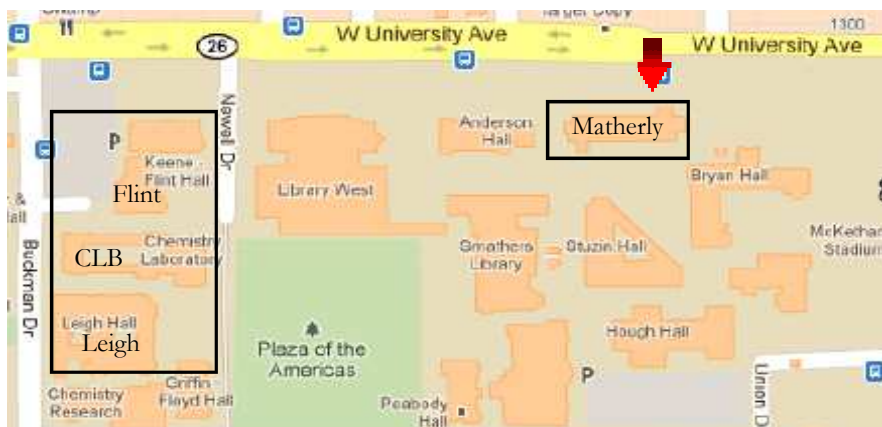 1300
W University Ave
W University Ave
26
Newell Dr
P
Anderson
Hall
Matherly
Keene
Flint Hall
Flint
Library West
Bryan Hall
CLB
Chemistry
Laboratory
Smathers
Library
Stuzin Hall
Stadium
Buckman Dr
Leigh Hall
Leigh
Plaza of the
Americas
Hough Hall
P
Chemistry
Research
Griffin
Floyd Hall
Peabody
Hall
Union D